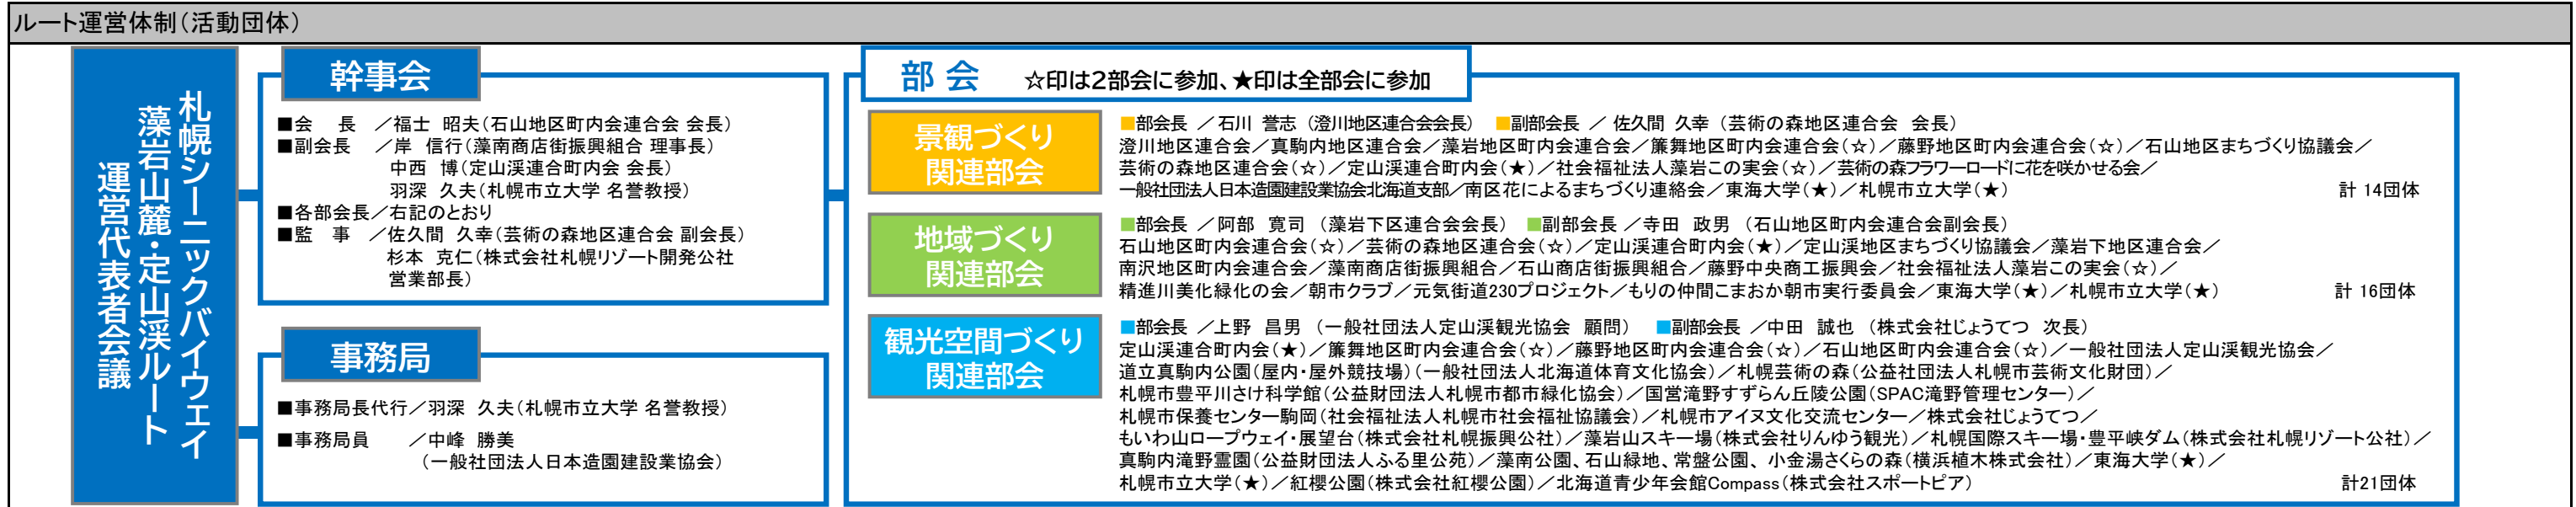 ルート運営体制（活動団体）
札幌シーニックバイウェイ
藻岩山麓・定山渓ルート
運営代表者会議
幹事会
■会　長　／福士 昭夫（石山地区町内会連合会 会長）
■副会長　／岸 信行（藻南商店街振興組合 理事長）
中西 博（定山渓連合町内会 会長）
羽深 久夫（札幌市立大学 名誉教授）
■各部会長／右記のとおり
■監　事　／佐久間 久幸（芸術の森地区連合会 副会長）
杉本 克仁（株式会社札幌リゾート開発公社
営業部長）
事務局
■事務局長代行／羽深 久夫（札幌市立大学 名誉教授）
■事務局員　／中峰 勝美
（一般社団法人日本造園建設業協会）
部 会　☆印は2部会に参加、★印は全部会に参加
景観づくり
関連部会
■部会長 ／石川 誉志（澄川地区連合会会長）　■副部会長 ／ 佐久間 久幸（芸術の森地区連合会 会長）
澄川地区連合会／真駒内地区連合会／藻岩地区町内会連合会／簾舞地区町内会連合会（☆）／藤野地区町内会連合会（☆）／石山地区まちづくり協議会／
芸術の森地区連合会（☆）／定山渓連合町内会（★）／社会福祉法人藻岩この実会（☆）／芸術の森フラワーロードに花を咲かせる会／
一般社団法人日本造園建設業協会北海道支部／南区花によるまちづくり連絡会／東海大学（★）／札幌市立大学（★）　計 14団体
地域づくり
関連部会
■部会長 ／阿部 寛司（藻岩下区連合会会長）　■副部会長 ／寺田 政男（石山地区町内会連合会副会長）
石山地区町内会連合会（☆）／芸術の森地区連合会（☆）／定山渓連合町内会（★）／定山渓地区まちづくり協議会／藻岩下地区連合会／
南沢地区町内会連合会／藻南商店街振興組合／石山商店街振興組合／藤野中央商工振興会／社会福祉法人藻岩この実会（☆）／
精進川美化緑化の会／朝市クラブ／元気街道230プロジェクト／もりの仲間こまおか朝市実行委員会／東海大学（★）／札幌市立大学（★）　計 16団体
観光空間づくり
関連部会
■部会長 ／上野 昌男（一般社団法人定山渓観光協会 顧問）　■副部会長 ／中田 誠也（株式会社じょうてつ 次長）
定山渓連合町内会（★）／簾舞地区町内会連合会（☆）／藤野地区町内会連合会（☆）／石山地区町内会連合会（☆）／一般社団法人定山渓観光協会／
道立真駒内公園（屋内・屋外競技場）（一般社団法人北海道体育文化協会）／札幌芸術の森（公益社団法人札幌市芸術文化財団）／
札幌市豊平川さけ科学館（公益財団法人札幌市都市緑化協会）／国営滝野すずらん丘陵公園（SPAC滝野管理センター）／
札幌市保養センター駒岡（社会福祉法人札幌市社会福祉協議会）／札幌市アイヌ文化交流センター／株式会社じょうてつ／
もいわ山ロープウェイ・展望台（株式会社札幌振興公社）／藻岩山スキー場（株式会社りんゆう観光）／札幌国際スキー場・豊平峡ダム（株式会社札幌リゾート公社）／
真駒内滝野霊園（公益財団法人ふる里公苑）／藻南公園、石山緑地、常盤公園、小金湯さくらの森（横浜植木株式会社）／東海大学（★）／
札幌市立大学（★）／紅櫻公園（株式会社紅櫻公園）／北海道青少年会館Compass（株式会社スポートピア）　計21団体